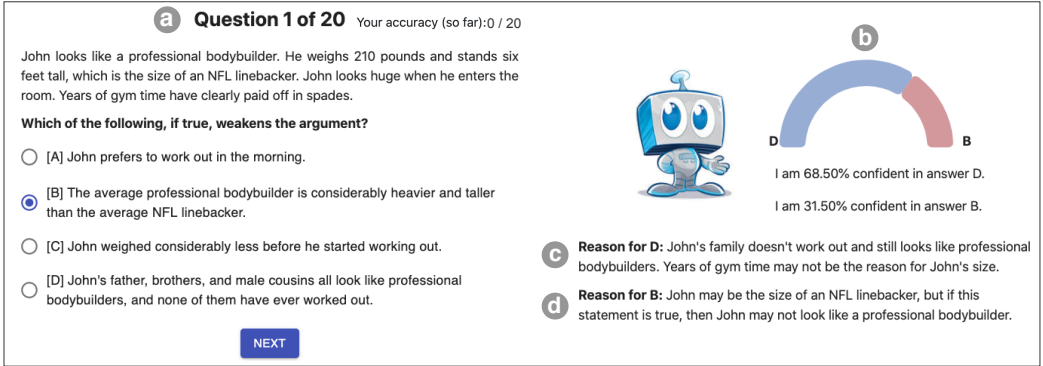 a Question 1 of 20 Your accuracy (so far):0 / 20
John looks like a professional bodybuilder. He weighs 210 pounds and stands six
feet tall, which is the size of an NFL linebacker. John looks huge when he enters the
room. Years of gym time have clearly paid off in spades.
Which of the following, if true, weakens the argument?
[A] John prefers to work out in the morning.
[B] The average professional bodybuilder is considerably heavier and taller
than the average NFL linebacker.
[C] John weighed considerably less before he started working out.
[D] John's father, brothers, and male cousins all look like professional
bodybuilders, and none of them have ever worked out.
NEXT
b
D B
I am 68.50% confident in answer D.
I am 31.50% confident in answer B.
c Reason for D: John's family doesn't work out and still looks like professional
bodybuilders. Years of gym time may not be the reason for John's size.
d Reason for B: John may be the size of an NFL linebacker, but if this
statement is true, then John may not look like a professional bodybuilder.